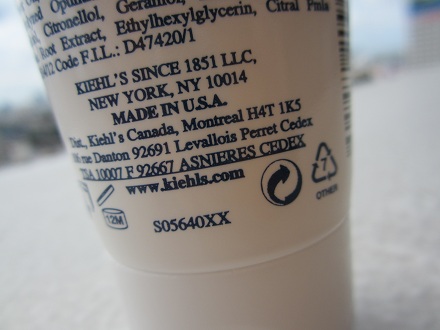 Citronellol, Geraniol,
Root Extract, Ethylhexylglycerin, Citral
Code F.I.L.: D47420/1
KIEHL'S SINCE 1851 LLC,
NEW YORK, NY 10014
MADE IN U.S.A.
Dist., Kiehl's Canada, Montreal H4T 1K5
rue Danton 92691 Levallois Perret Cedex
10007 F 92667 ASNIERES CEDEX
www.kiehls.com
12M
7
OTHER
S05640XX